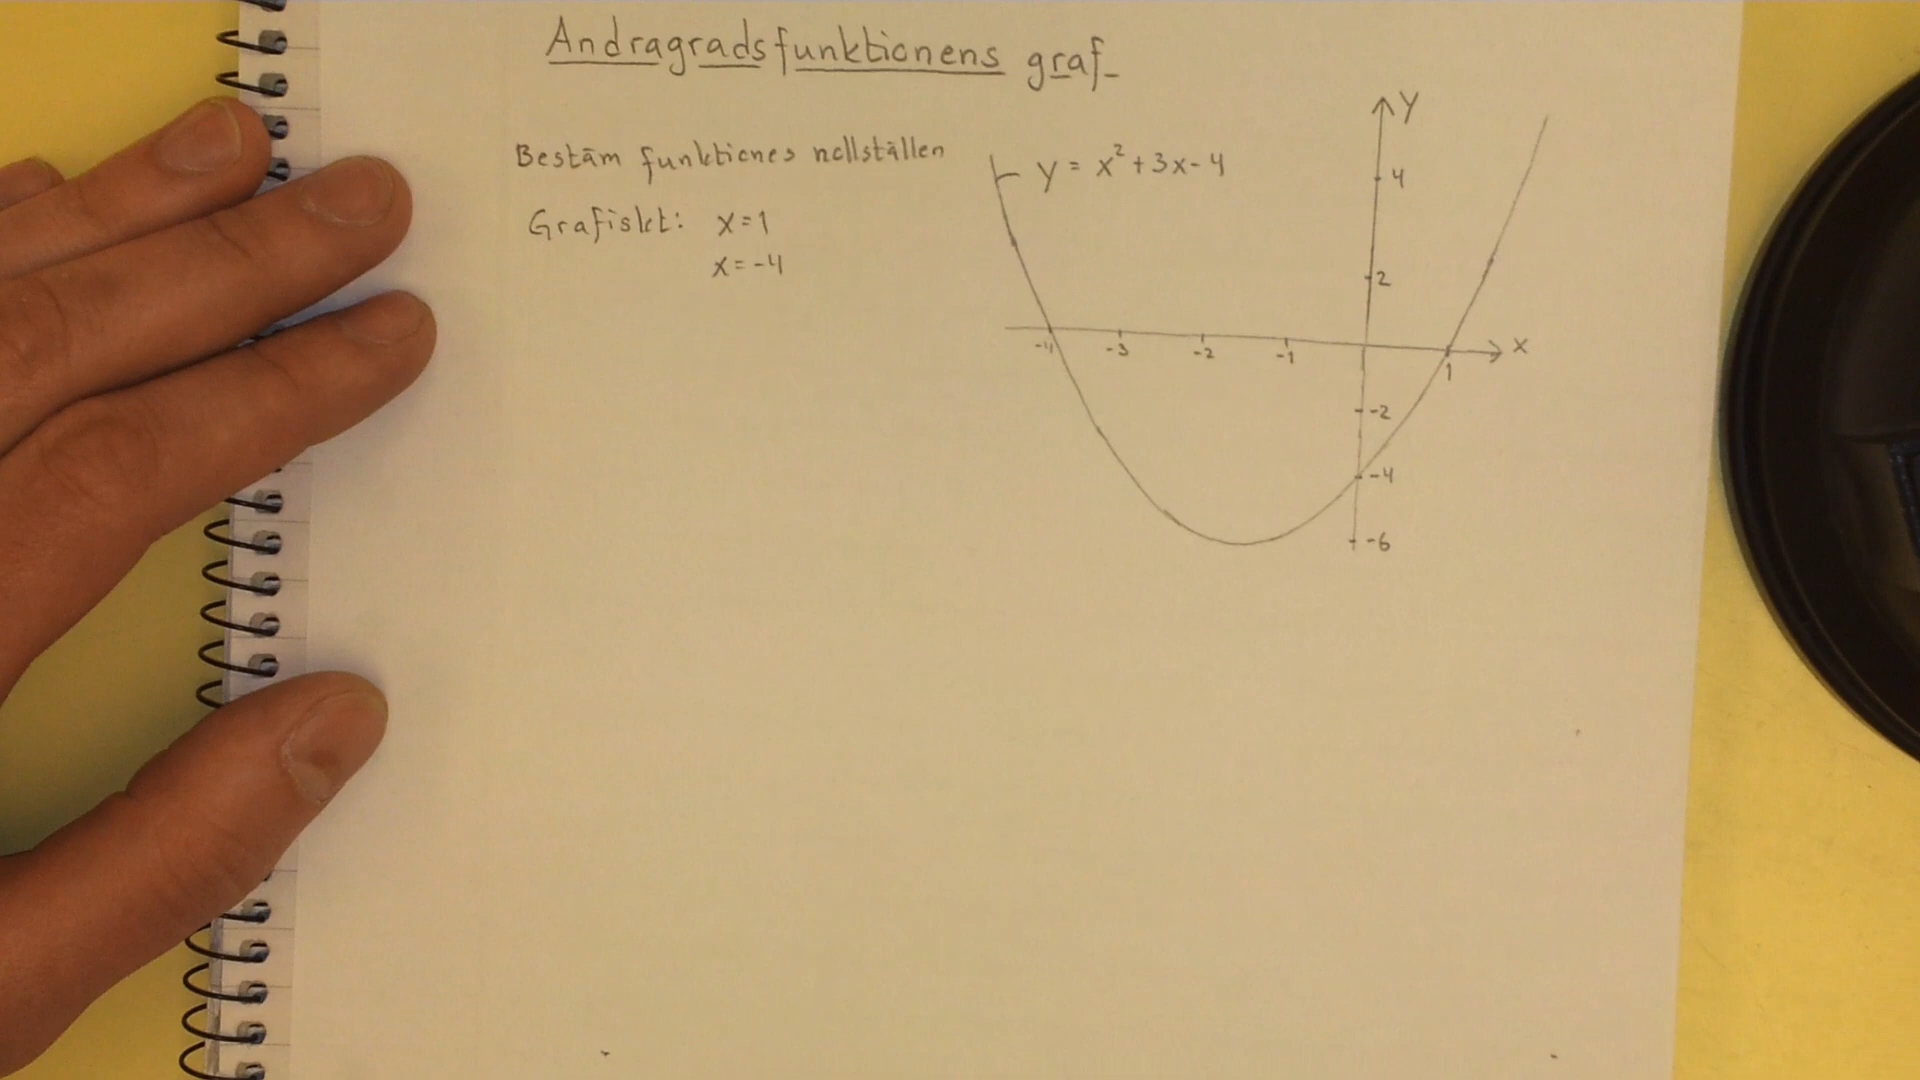 Andragradsfunktionens graf
Bestäm funktiones nollställen
Grafiskt: x=1
x=-4
y = x²+3x-4
y
4
2
-4 -3 -2 -1 1 x
-2
-4
-6